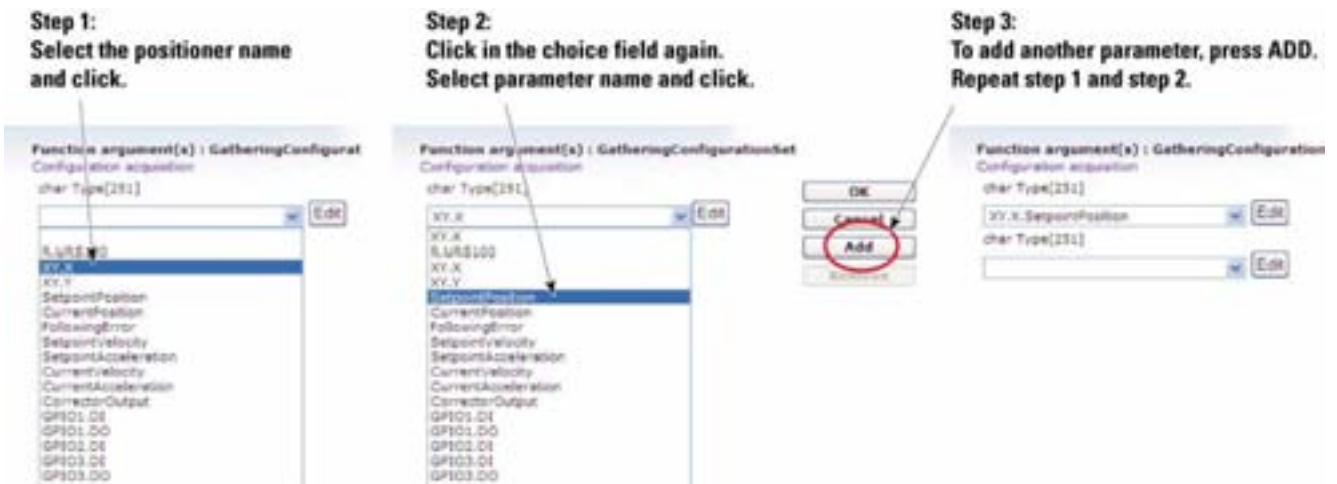 Step 1:
Select the positioner name
and click.
Step 2:
Click in the choice field again.
Select parameter name and click.
Step 3:
To add another parameter, press ADD.
Repeat step 1 and step 2.
Function argument(s) : GatheringConfigurat
Configuration acquisition
char Type[251]
Edit
XY.X
XY.Y
SetpointPosition
CurrentPosition
FollowingError
SetpointVelocity
SetpointAcceleration
CurrentVelocity
CurrentAcceleration
CorrectorOutput
GPIO1.DI
GPIO1.DO
GPIO2.DI
GPIO3.DI
GPIO3.DO
Function argument(s) : GatheringConfigurationSet
Configuration acquisition
char Type[251]
XY.X
Edit
XY.X
XY.X
XY.Y
SetpointPosition
CurrentPosition
FollowingError
SetpointVelocity
SetpointAcceleration
CurrentVelocity
CurrentAcceleration
CorrectorOutput
GPIO1.DI
GPIO1.DO
GPIO2.DI
GPIO3.DI
GPIO3.DO
OK
Cancel
Add
Remove
Function argument(s) : GatheringConfiguration
Configuration acquisition
char Type[251]
XY.X.SetpointPosition
Edit
char Type[251]
Edit